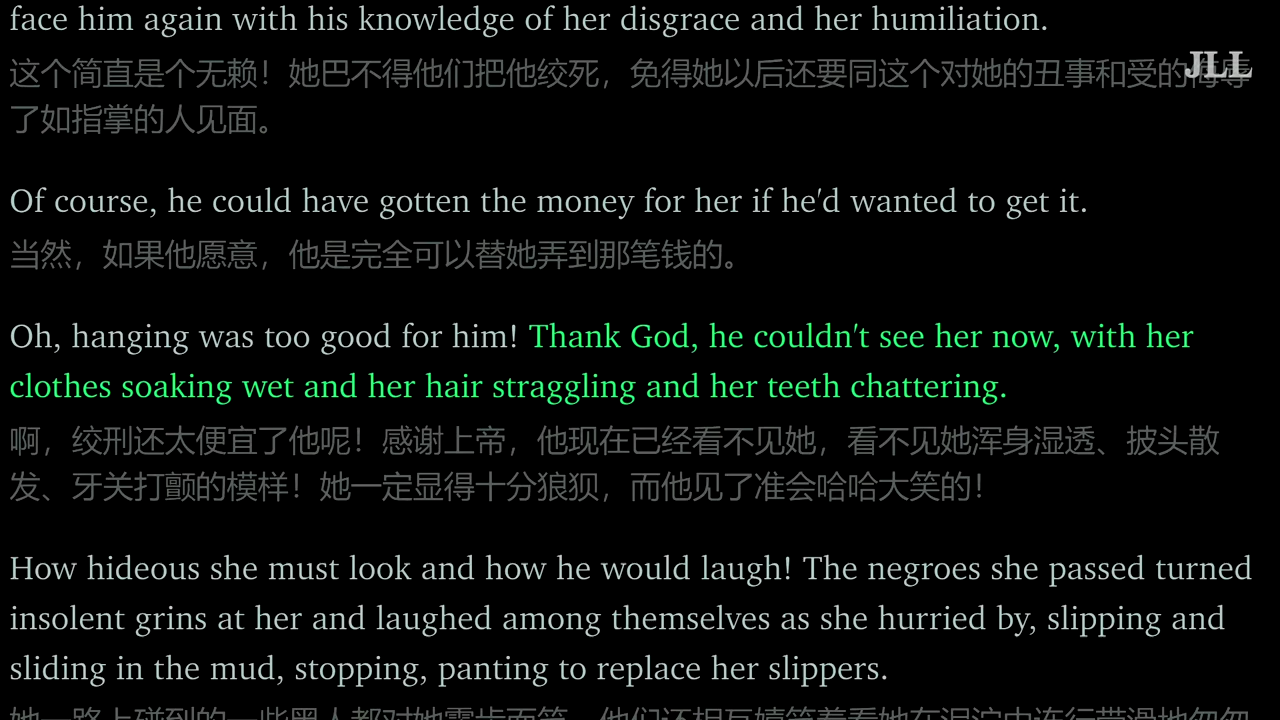 face him again with his knowledge of her disgrace and her humiliation.
这个简直是个无赖！她巴不得他们把他绞死，免得她以后还要同这个对她的丑事和受的
JLL
了如指掌的人见面。
Of course, he could have gotten the money for her if he'd wanted to get it.
当然，如果他愿意，他是完全可以替她弄到那笔钱的。
Oh, hanging was too good for him! Thank God, he couldn't see her now, with her
clothes soaking wet and her hair straggling and her teeth chattering.
啊，绞刑还太便宜了他呢！感谢上帝，他现在已经看不见她，看不见她浑身湿透、披头散
发、牙关打颤的模样！她一定显得十分狼狈，而他见了准会哈哈大笑的！
How hideous she must look and how he would laugh! The negroes she passed turned
insolent grins at her and laughed among themselves as she hurried by, slipping and
sliding in the mud, stopping, panting to replace her slippers.